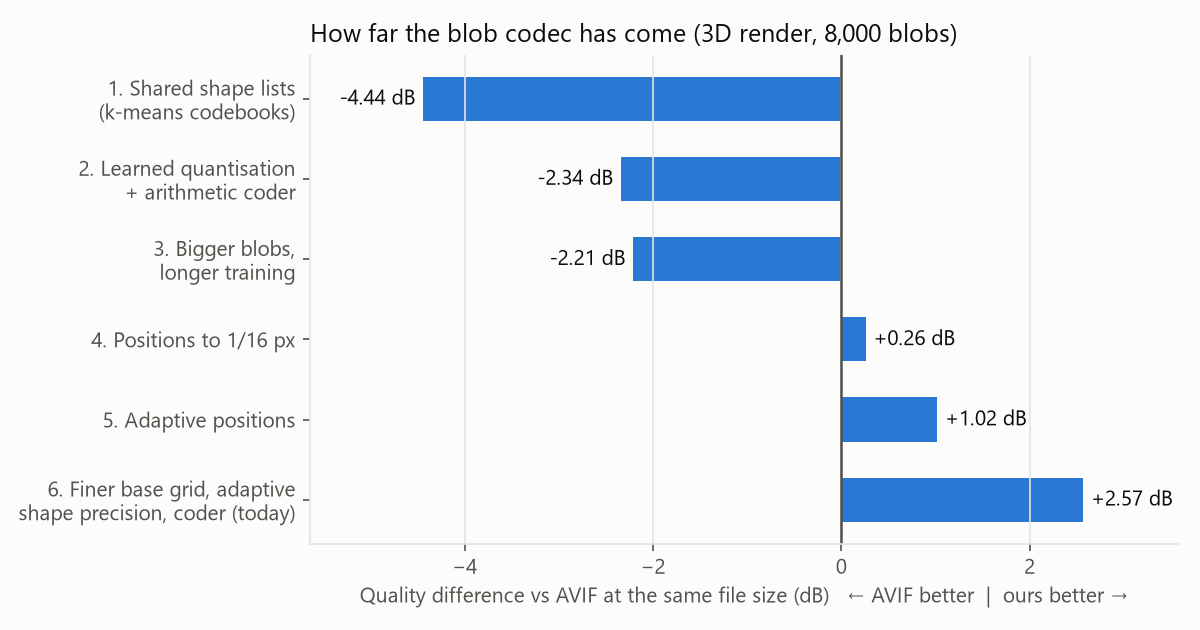 How far the blob codec has come (3D render, 8,000 blobs)
1. Shared shape lists
(k-means codebooks)
-4.44 dB
2. Learned quantisation
+ arithmetic coder
-2.34 dB
3. Bigger blobs,
longer training
-2.21 dB
4. Positions to 1/16 px
+0.26 dB
5. Adaptive positions
+1.02 dB
6. Finer base grid, adaptive
shape precision, coder (today)
+2.57 dB
−4 −2 0 2
Quality difference vs AVIF at the same file size (dB) ← AVIF better | ours better →